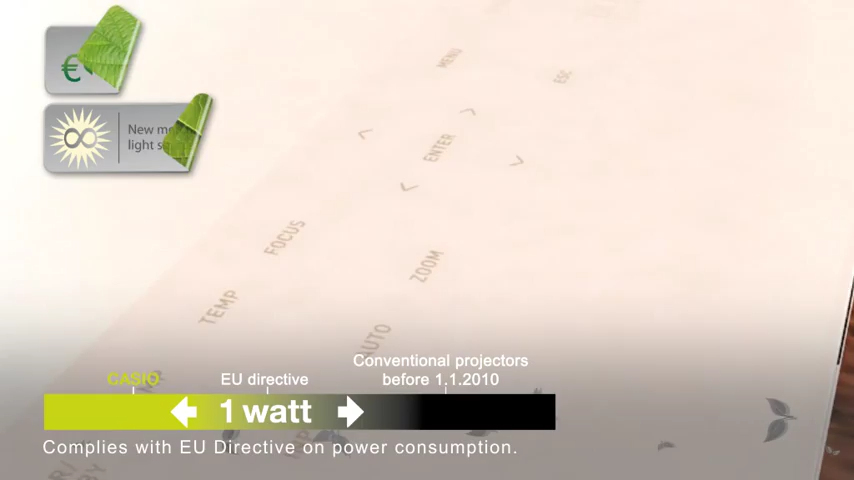 €
New
light
MENU
ESC
ENTER
FOCUS
ZOOM
TEMP
AUTO
CASIO
EU directive
Conventional projectors
before 1.1.2010
1 watt
Complies with EU Directive on power consumption.